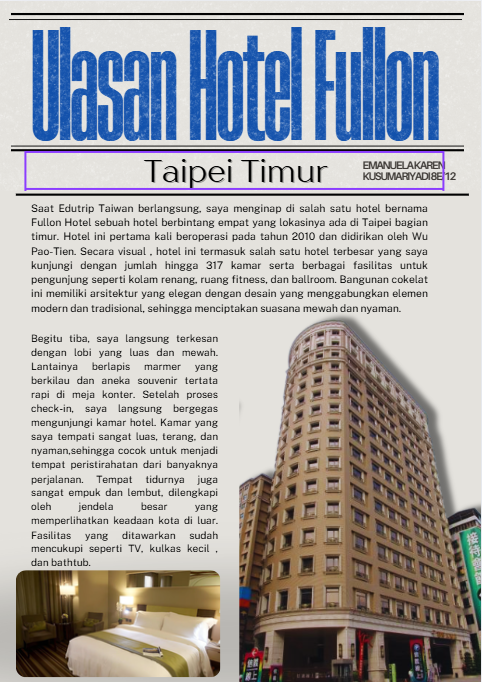 Ulasan Hotel Fullon
Taipei Timur
EMANUELA KAREN
KUSUMARIYADI 8E 12
Saat Edutrip Taiwan berlangsung, saya menginap di salah satu hotel bernama
Fullon Hotel sebuah hotel berbintang empat yang lokasinya ada di Taipei bagian
timur. Hotel ini pertama kali beroperasi pada tahun 2010 dan didirikan oleh Wu
Pao-Tien. Secara visual , hotel ini termasuk salah satu hotel terbesar yang saya
kunjungi dengan jumlah hingga 317 kamar serta berbagai fasilitas untuk
pengunjung seperti kolam renang, ruang fitness, dan ballroom. Bangunan cokelat
ini memiliki arsitektur yang elegan dengan desain yang menggabungkan elemen
modern dan tradisional, sehingga menciptakan suasana mewah dan nyaman.
Begitu tiba, saya langsung terkesan
dengan lobi yang luas dan mewah.
Lantainya berlapis marmer yang
berkilau dan aneka souvenir tertata
rapi di meja konter. Setelah proses
check-in, saya langsung bergegas
mengunjungi kamar hotel. Kamar yang
saya tempati sangat luas, terang, dan
nyaman,sehingga cocok untuk menjadi
tempat peristirahatan dari banyaknya
perjalanan. Tempat tidurnya juga
sangat empuk dan lembut, dilengkapi
oleh jendela besar yang
memperlihatkan keadaan kota di luar.
Fasilitas yang ditawarkan sudah
mencukupi seperti TV, kulkas kecil ,
dan bathtub.